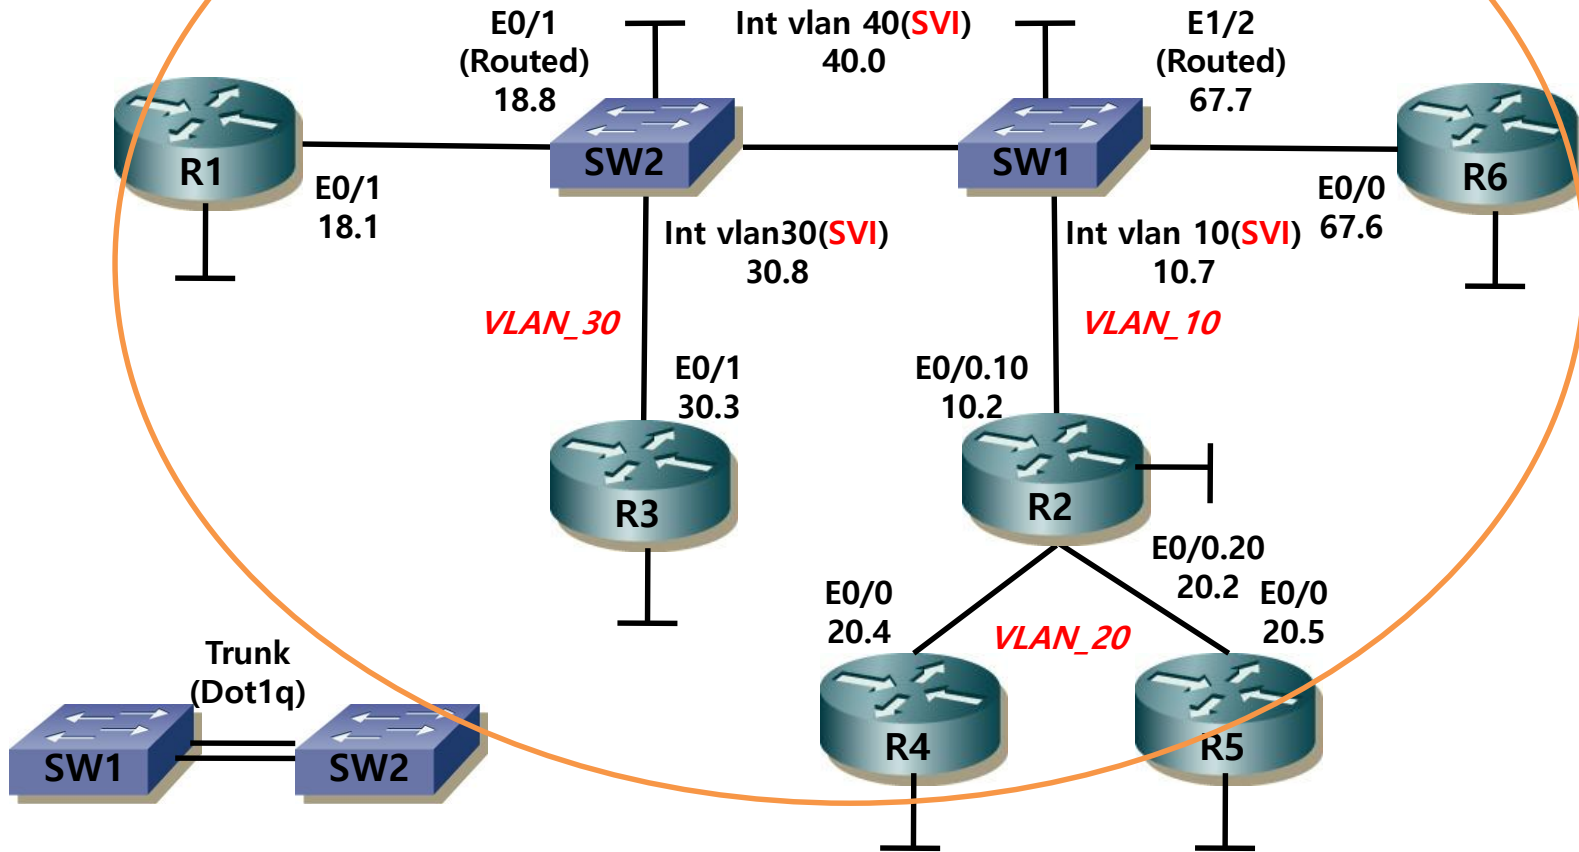 E0/1
(Routed)
18.8
Int vlan 40(SVI)
40.0
E1/2
(Routed)
67.7
R1
SW2
SW1
R6
E0/1
18.1
E0/0
67.6
Int vlan30(SVI)
30.8
Int vlan 10(SVI)
10.7
VLAN_30
VLAN_10
E0/1
30.3
E0/0.10
10.2
R3
R2
E0/0.20
20.2
E0/0
20.4
VLAN_20
E0/0
20.5
Trunk
(Dot1q)
SW1
SW2
R4
R5